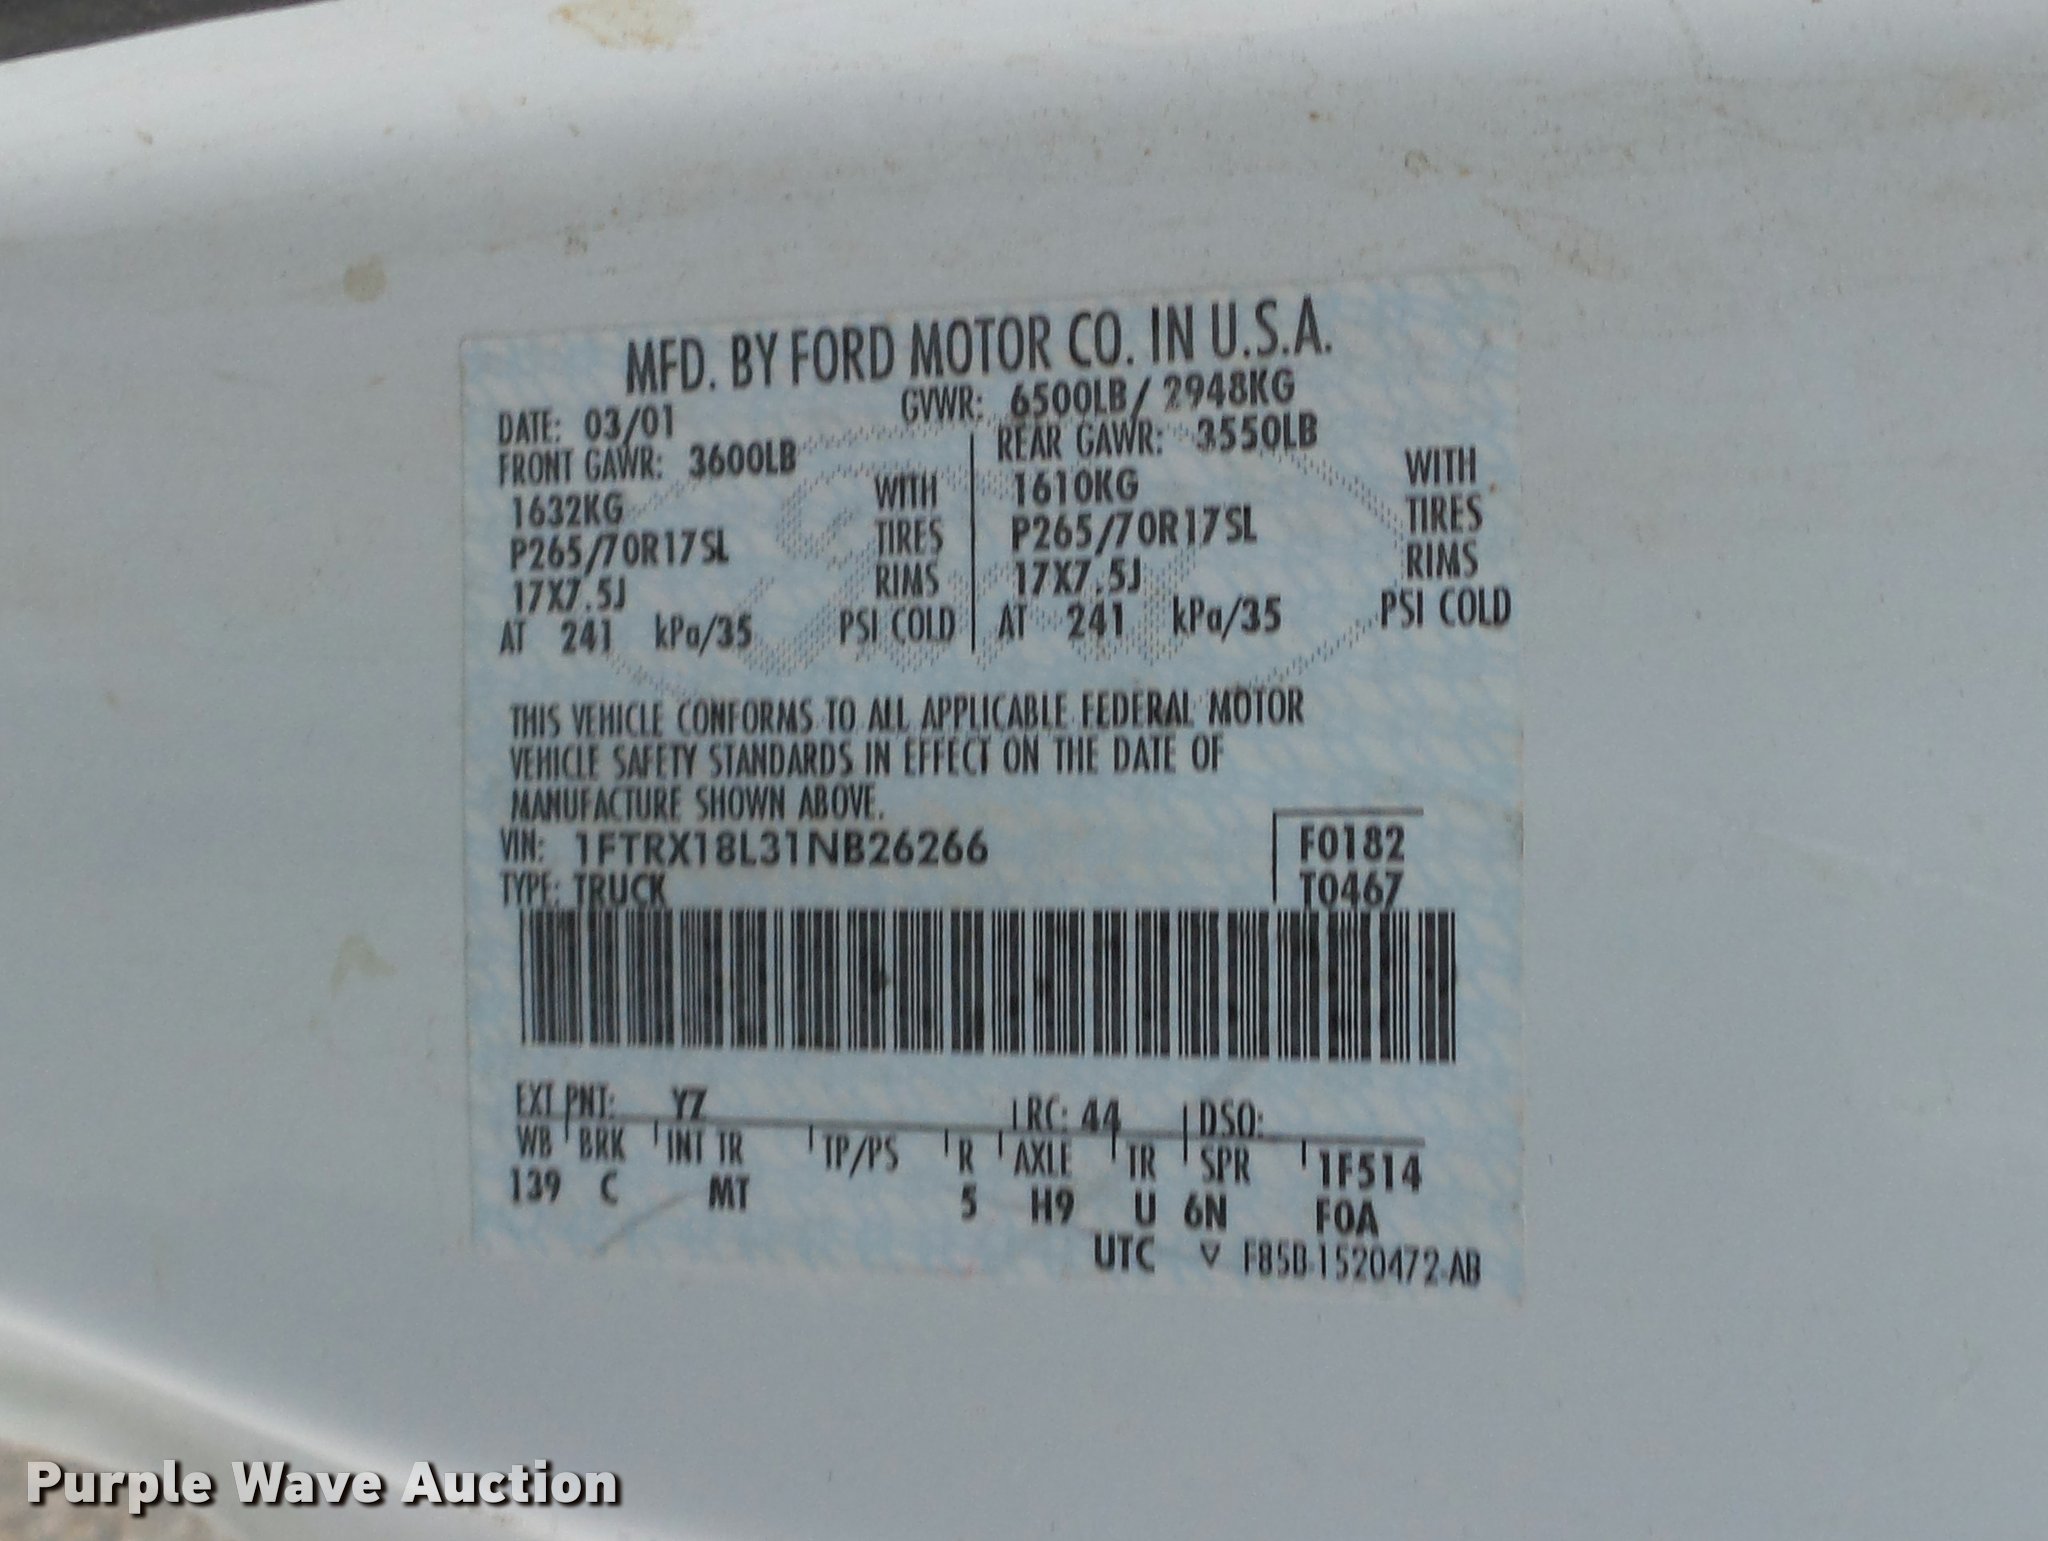 MFD. BY FORD MOTOR CO. IN U.S.A.
DATE: 03/01 GVWR: 6500LB/ 2948KG
FRONT GAWR: 3600LB REAR GAWR: 3550LB
1632KG WITH 1610KG WITH
P265/70R17SL TIRES P265/70R17SL TIRES
17X7.5J RIMS 17X7.5J RIMS
AT 241 kPa/35 PSI COLD AT 241 kPa/35 PSI COLD
THIS VEHICLE CONFORMS TO ALL APPLICABLE FEDERAL MOTOR
VEHICLE SAFETY STANDARDS IN EFFECT ON THE DATE OF
MANUFACTURE SHOWN ABOVE.
VIN: 1FTRX18L31NB26266 F0182
TYPE: TRUCK T0467
EXT PNT: YZ RC: 44 DSO:
WB BRK INT TR TP/PS R AXLE TR SPR 1F514
139 C MT 5 H9 U 6N F0A
UTC ▽ F85B-1520472-AB
Purple Wave Auction